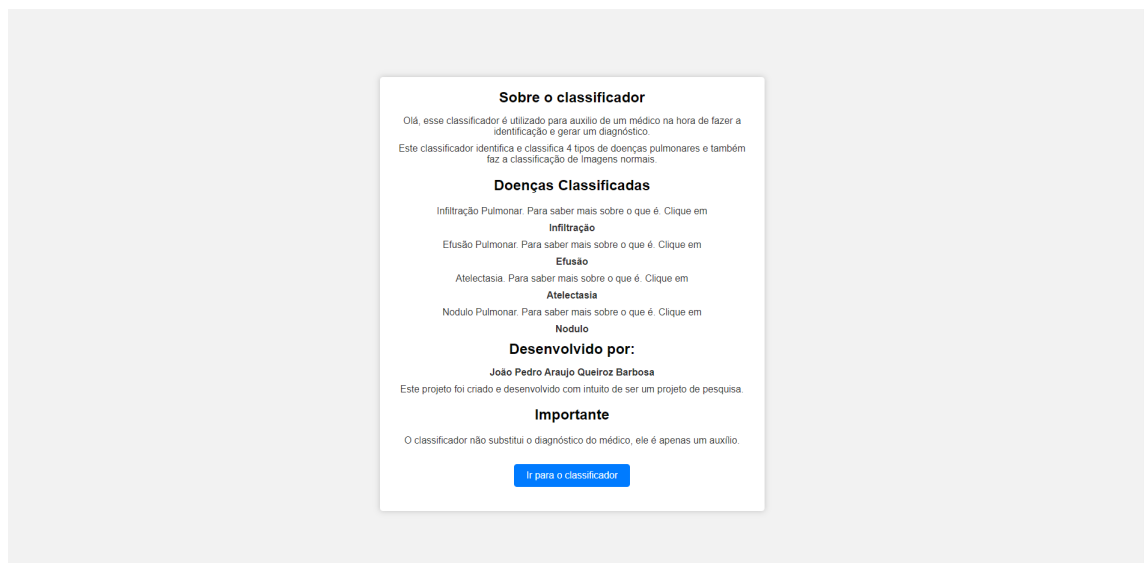 Sobre o classificador
Olá, esse classificador é utilizado para auxilio de um médico na hora de fazer a
identificação e gerar um diagnóstico.
Este classificador identifica e classifica 4 tipos de doenças pulmonares e também
faz a classificação de Imagens normais.
Doenças Classificadas
Infiltração Pulmonar. Para saber mais sobre o que é. Clique em
Infiltração
Efusão Pulmonar. Para saber mais sobre o que é. Clique em
Efusão
Atelectasia. Para saber mais sobre o que é. Clique em
Atelectasia
Nodulo Pulmonar. Para saber mais sobre o que é. Clique em
Nodulo
Desenvolvido por:
João Pedro Araujo Queiroz Barbosa
Este projeto foi criado e desenvolvido com intuito de ser um projeto de pesquisa.
Importante
O classificador não substitui o diagnóstico do médico, ele é apenas um auxílio.
Ir para o classificador